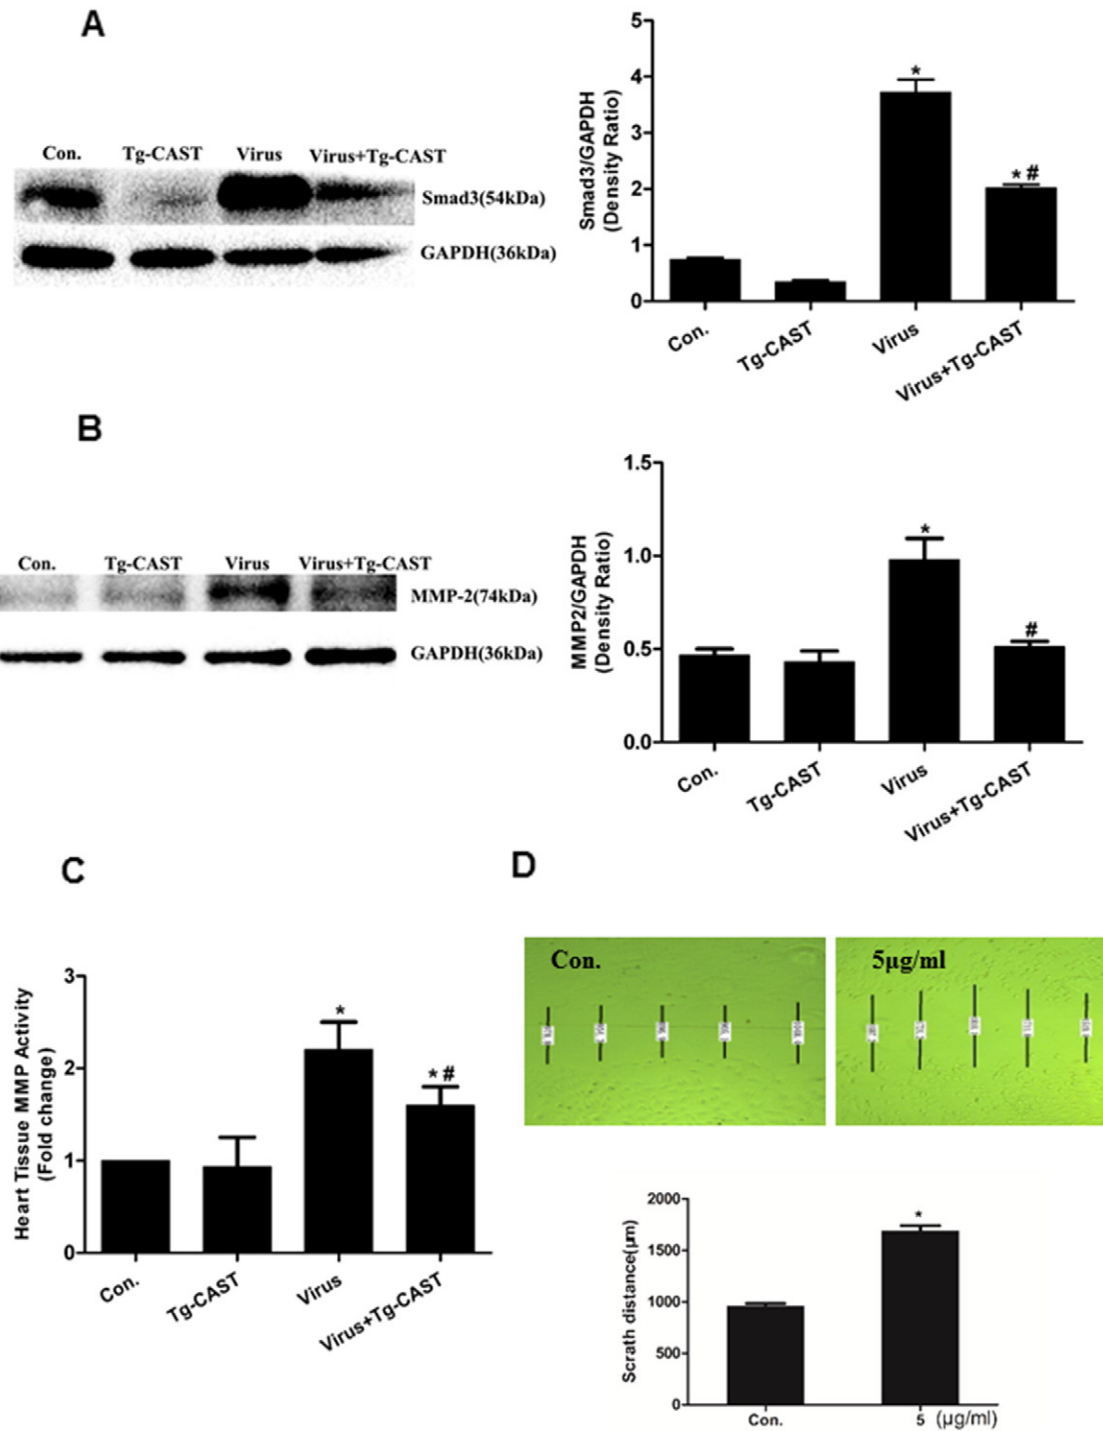 A
Con. Tg-CAST Virus Virus+Tg-CAST
Smad3(54kDa)
GAPDH(36kDa)
Smad3/GAPDH
(Density Ratio)
5
4
3
2
1
0
*
* #
Con.
Tg-CAST
Virus
Virus+Tg-CAST
B
Con. Tg-CAST Virus Virus+Tg-CAST
MMP-2(74kDa)
GAPDH(36kDa)
MMP2/GAPDH
(Density Ratio)
1.5
1.0
0.5
0.0
*
#
Con.
Tg-CAST
Virus
Virus+Tg-CAST
C
Heart Tissue MMP Activity
(Fold change)
3
2
1
0
*
* #
Con.
Tg-CAST
Virus
Virus+Tg-CAST
D
Con.
5μg/ml
Scrath distance(μm)
2000
1500
1000
500
0
*
Con.
5 (μg/ml)